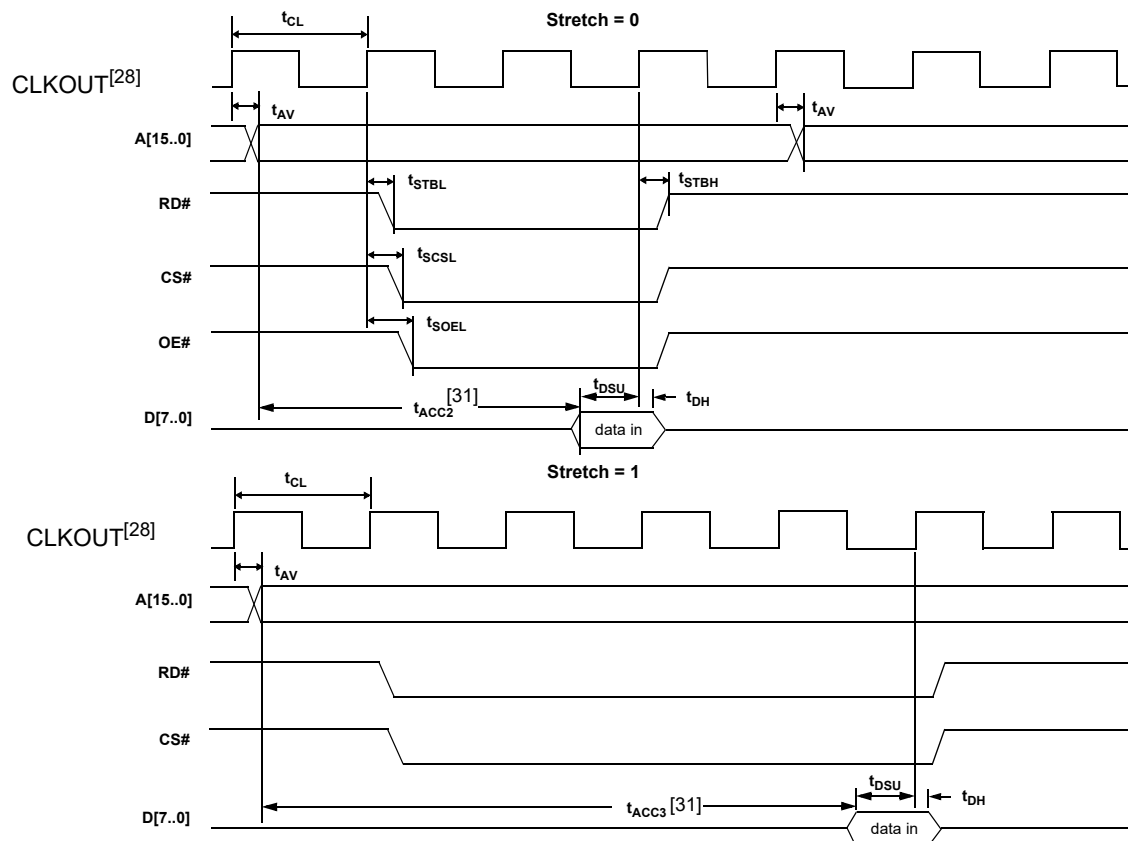 Stretch = 0
tCL
CLKOUT[28]
tAV
tAV
A[15..0]
tSTBL
tSTBH
RD#
tSCSL
CS#
tSOEL
OE#
tDSU
tACC2[31]
tDH
D[7..0]
data in
Stretch = 1
tCL
CLKOUT[28]
tAV
A[15..0]
RD#
CS#
tDSU
tACC3[31]
tDH
D[7..0]
data in